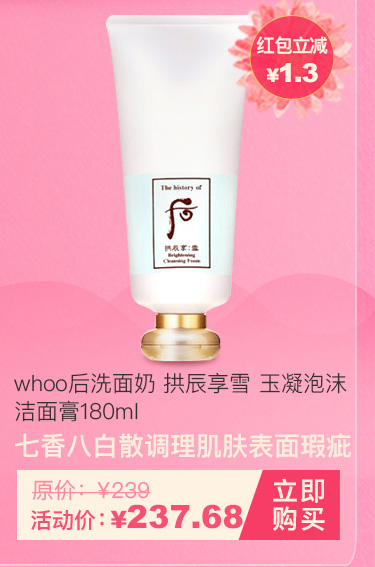 红包立减
¥1.3
The history of
后
拱辰享:雪
Brightening
Cleansing Foam
whoo后洗面奶 拱辰享雪 玉凝泡沫
洁面膏180ml
七香八白散调理肌肤表面瑕疵
原价：¥239
活动价：¥237.68
立即
购买